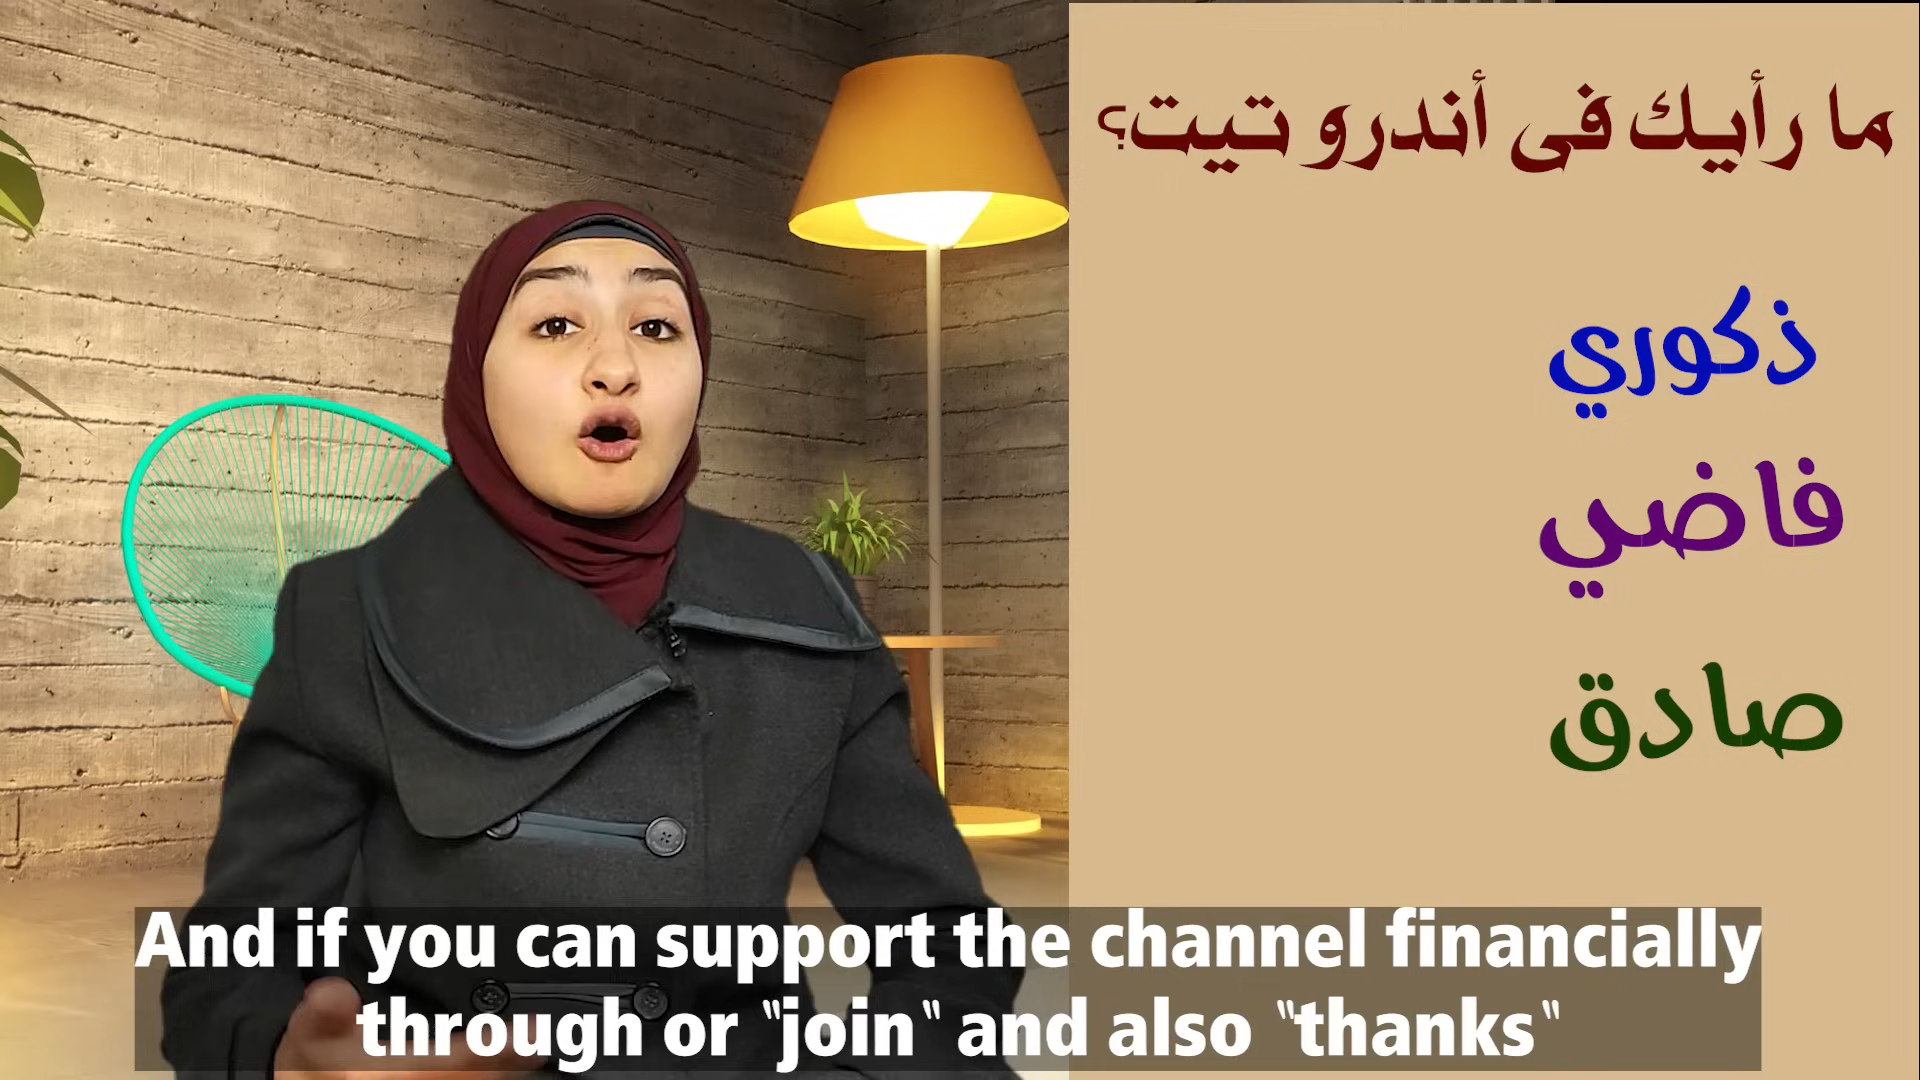 ما رأيك فى أندرو تيت؟
ذكوري
فاضي
صادق
And if you can support the channel financially
through or "join" and also "thanks"